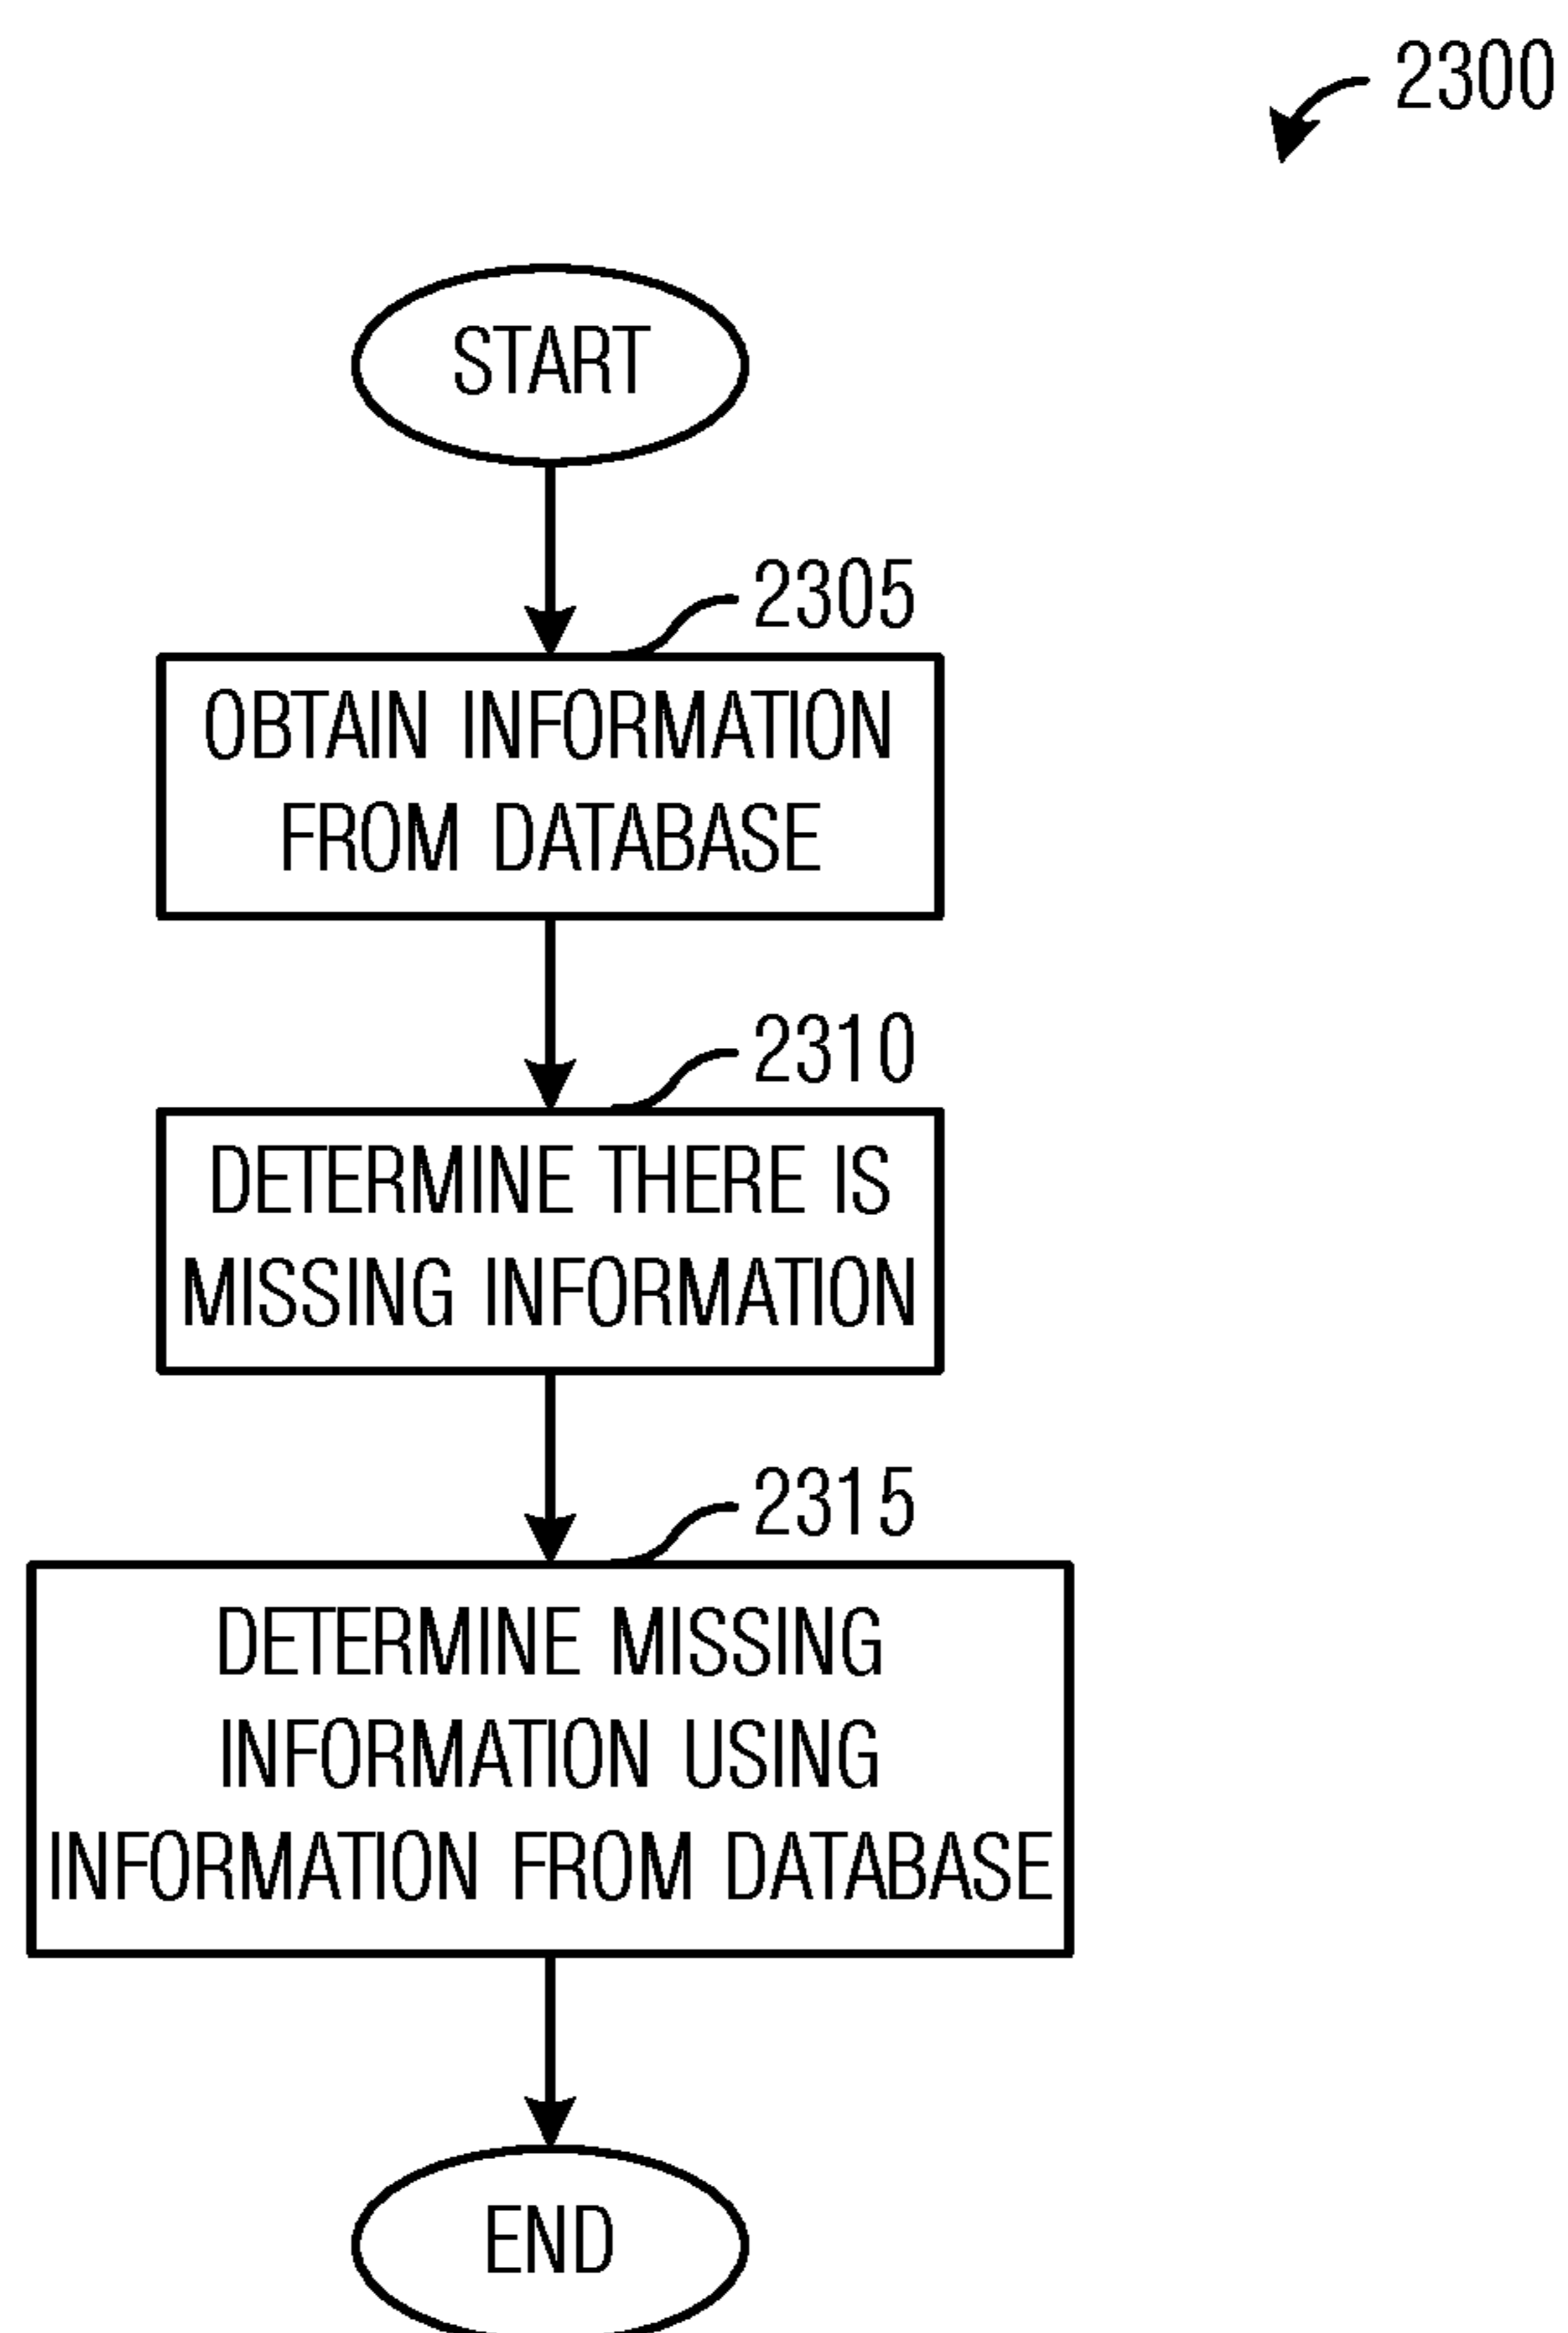 2300
START
2305
OBTAIN INFORMATION
FROM DATABASE
2310
DETERMINE THERE IS
MISSING INFORMATION
2315
DETERMINE MISSING
INFORMATION USING
INFORMATION FROM DATABASE
END